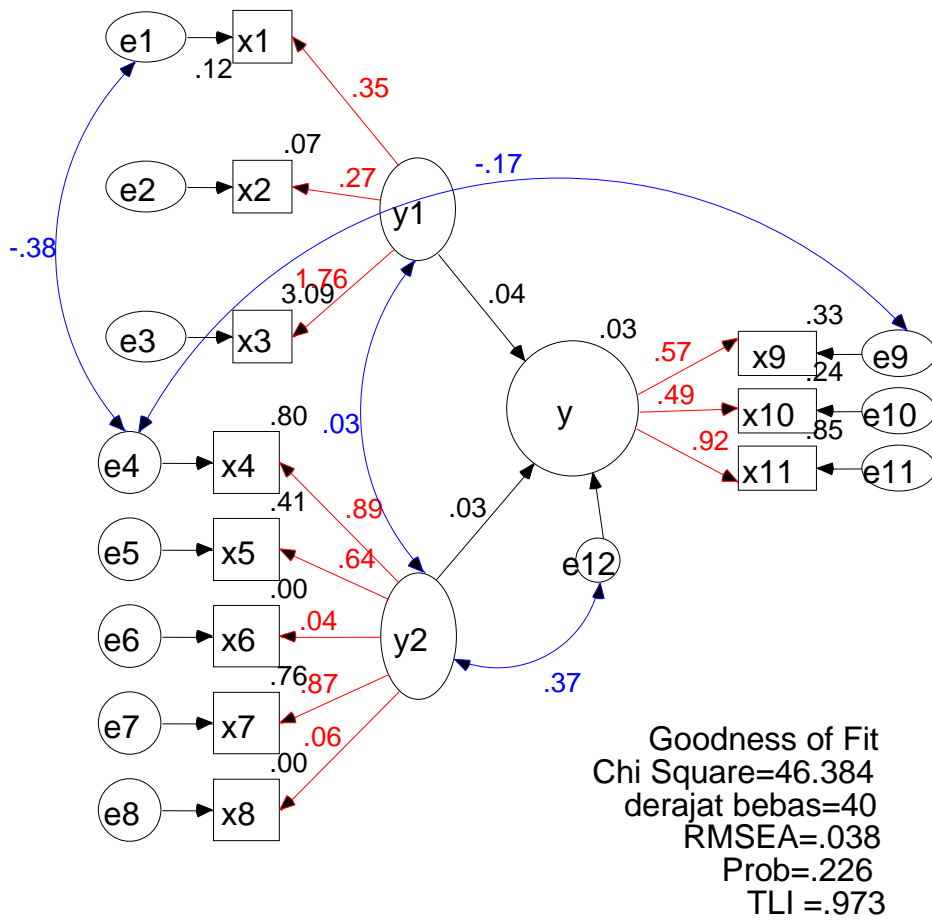 e1 x1
.12
.35
.07
-.17
e2 x2
.27
y1
-.38
1.76
3.09
.04
e3 x3
.03
.33
.57
x9 e9
.24
.49
y
x10 e10
.80
.03
.85
.92
e4 x4
x11 e11
.41
.89
.03
.64
e5 x5
e12
.00
.04
e6 x6
y2
.76
.87
.37
e7 x7
.06
.00
e8 x8
Goodness of Fit
Chi Square=46.384
derajat bebas=40
RMSEA=.038
Prob=.226
TLI =.973